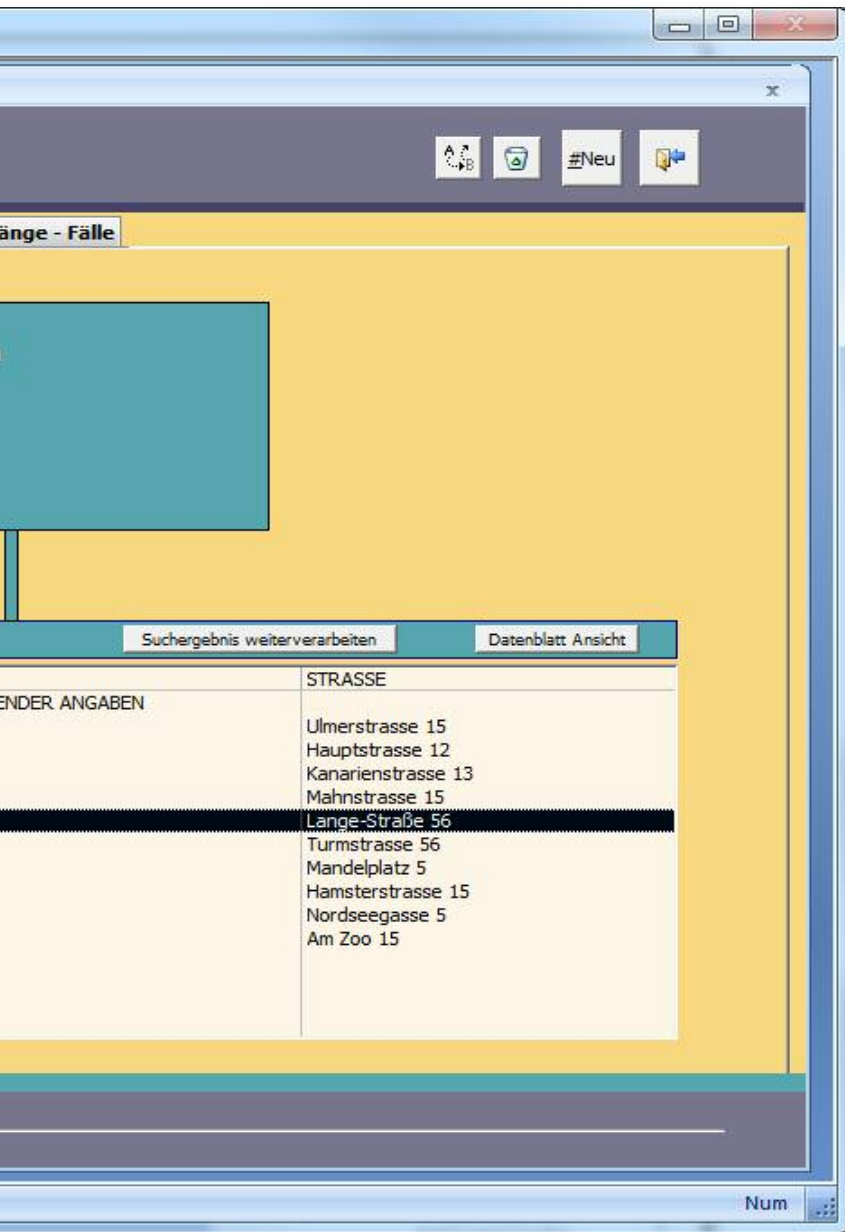 #Neu
änge - Fälle
Suchergebnis weiterverarbeiten Datenblatt Ansicht
STRASSE
ENDER ANGABEN
Ulmerstrasse 15
Hauptstrasse 12
Kanarienstrasse 13
Mahnstrasse 15
Lange-Straße 56
Turmstrasse 56
Mandelplatz 5
Hamsterstrasse 15
Nordseegasse 5
Am Zoo 15
Num